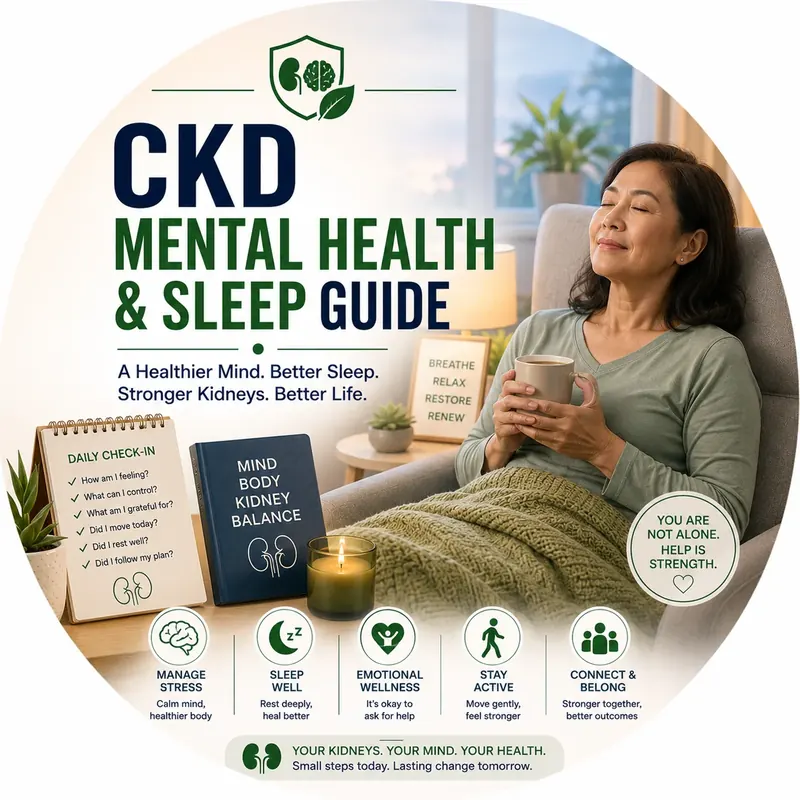 CKD
MENTAL HEALTH
& SLEEP GUIDE
A Healthier Mind. Better Sleep.
Stronger Kidneys. Better Life.
BREATHE
RELAX
RESTORE
RENEW
DAILY CHECK-IN
✓ How am I feeling?
✓ What can I control?
✓ What am I grateful for?
✓ Did I move today?
✓ Did I rest well?
✓ Did I follow my plan?
MIND
BODY
KIDNEY
BALANCE
YOU ARE
NOT ALONE.
HELP IS
STRENGTH.
zzz
MANAGE
STRESS
Calm mind,
healthier body
SLEEP
WELL
Rest deeply,
heal better
EMOTIONAL
WELLNESS
It's okay to
ask for help
STAY
ACTIVE
Move gently,
feel stronger
CONNECT &
BELONG
Stronger together,
better outcomes
YOUR KIDNEYS. YOUR MIND. YOUR HEALTH.
Small steps today. Lasting change tomorrow.